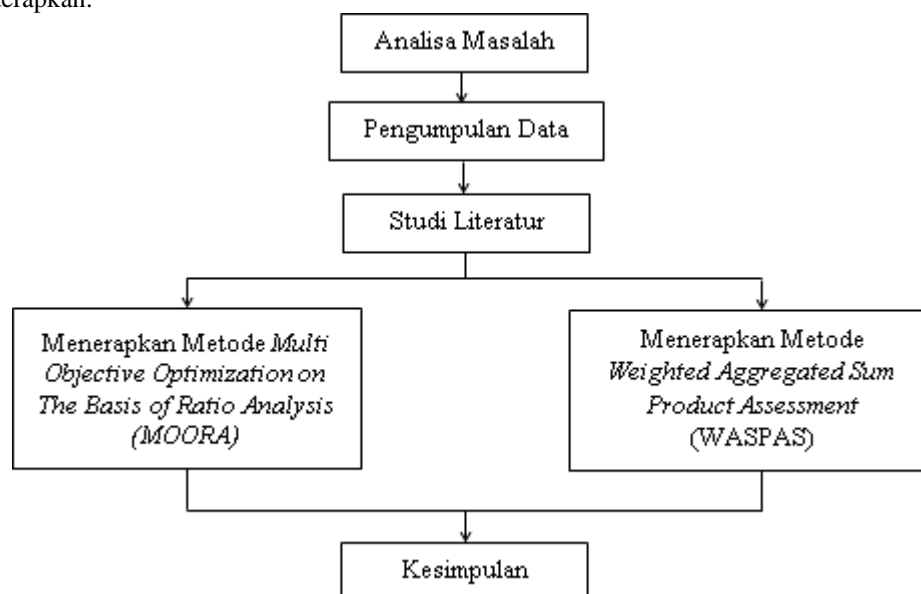 Analisa Masalah
Pengumpulan Data
Studi Literatur
Menerapkan Metode Multi
Objective Optimization on
The Basis of Ratio Analysis
(MOORA)
Menerapkan Metode
Weighted Aggregated Sum
Product Assessment
(WASPAS)
Kesimpulan